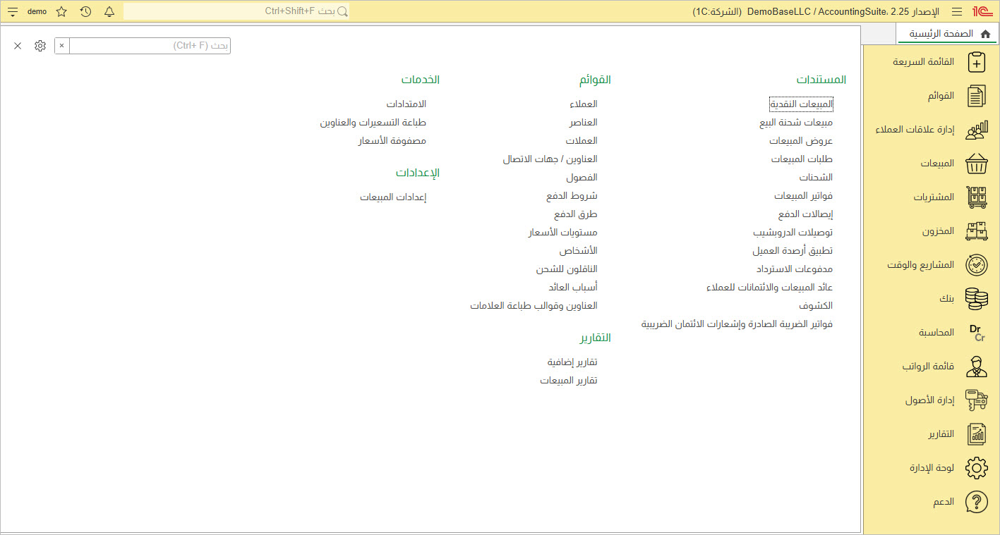 الإصدار 2.25 ,DemoBaseLLC / AccountingSuite (الشركة:1C)
بحث Ctrl+Shift+F
demo
الصفحة الرئيسية
القائمة السريعة
القوائم
إدارة علاقات العملاء
المبيعات
المشتريات
المخزون
المشاريع والوقت
بنك
Dr
Cr
المحاسبة
قائمة الرواتب
إدارة الأصول
التقارير
لوحة الإدارة
الدعم
بحث (Ctrl+ F)
المستندات
المبيعات النقدية
مبيعات شحنة البيع
عروض المبيعات
طلبات المبيعات
الشحنات
فواتير المبيعات
إيصالات الدفع
توصيلات الدروبشيب
تطبيق أرصدة العميل
مدفوعات الاسترداد
عائد المبيعات والائتمانات للعملاء
الكشوف
فواتير الضريبة الصادرة وإشعارات الائتمان الضريبية
القوائم
العملاء
العناصر
العملات
العناوين / جهات الاتصال
الفصول
شروط الدفع
طرق الدفع
مستويات الأسعار
الأشخاص
الناقلون للشحن
أسباب العائد
العناوين وقوالب طباعة العلامات
التقارير
تقارير إضافية
تقارير المبيعات
الخدمات
الامتدادات
طباعة التسعيرات والعناوين
مصفوفة الأسعار
الإعدادات
إعدادات المبيعات